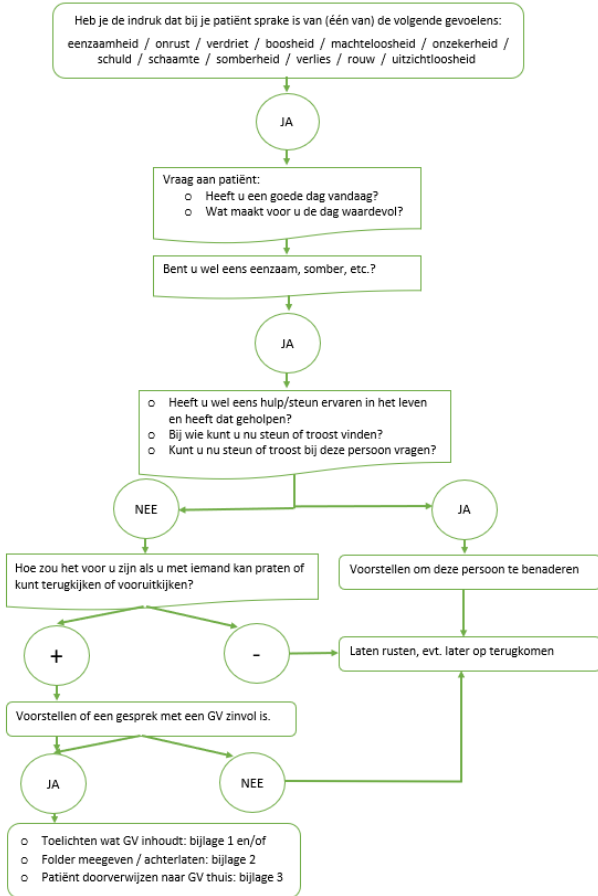 Heb je de indruk dat bij je patiënt sprake is van (één van) de volgende gevoelens:
eenzaamheid / onrust / verdriet / boosheid / machteloosheid / onzekerheid /
schuld / schaamte / somberheid / verlies / rouw / uitzichtloosheid
JA
Vraag aan patiënt:
o Heeft u een goede dag vandaag?
o Wat maakt voor u de dag waardevol?
Bent u wel eens eenzaam, somber, etc.?
JA
o Heeft u wel eens hulp/steun ervaren in het leven
en heeft dat geholpen?
o Bij wie kunt u nu steun of troost vinden?
o Kunt u nu steun of troost bij deze persoon vragen?
NEE
JA
Hoe zou het voor u zijn als u met iemand kan praten of
kunt terugkijken of vooruitkijken?
Voorstellen om deze persoon te benaderen
+
-
Laten rusten, evt. later op terugkomen
Voorstellen of een gesprek met een GV zinvol is.
JA
NEE
o Toelichten wat GV inhoudt: bijlage 1 en/of
o Folder meegeven / achterlaten: bijlage 2
o Patiënt doorverwijzen naar GV thuis: bijlage 3